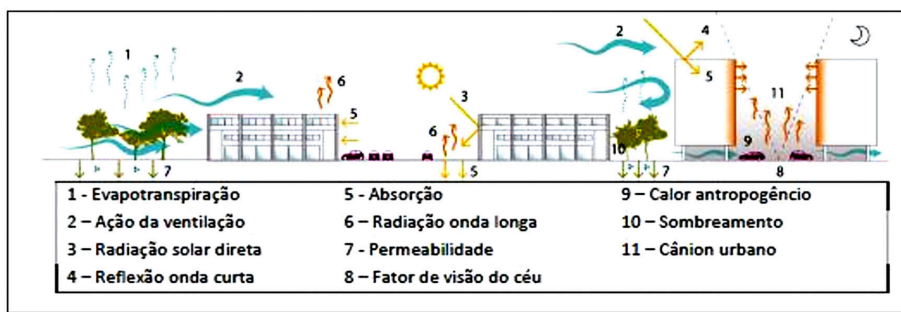 1
2
6
5
3
6
5
7
2
10
7
4
5
11
9
8
1 - Evapotranspiração
2 – Ação da ventilação
3 – Radiação solar direta
4 – Reflexão onda curta
5 – Absorção
6 – Radiação onda longa
7 - Permeabilidade
8 – Fator de visão do céu
9 – Calor antropogêncio
10 – Sombreamento
11 – Cânion urbano